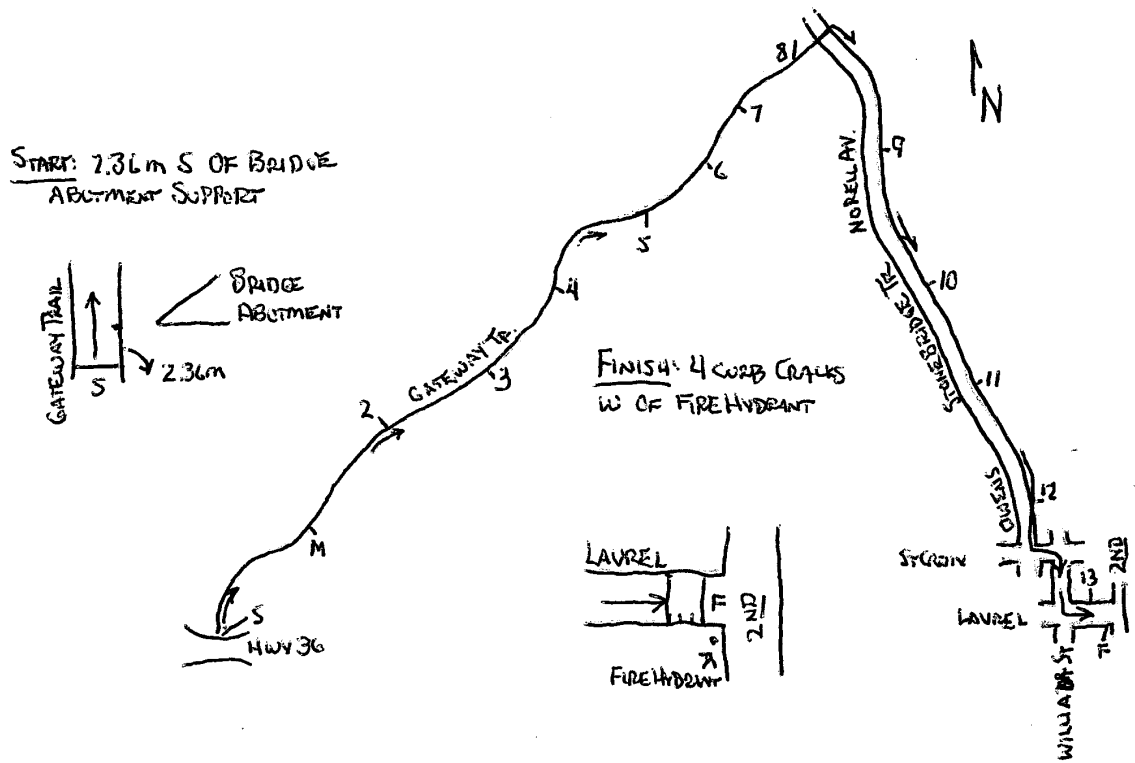 START: 2.36m S OF BRIDGE
ABUTMENT SUPPORT
GATEWAY TRAIL
BRIDGE
ABUTMENT
S
2.36m
N
8
7
6
5
4
3
2
M
GATEWAY TR.
S
HWY 36
NORELL AV.
9
10
STONEBRIDGE TR
11
OWENS
12
FINISH: 4 CURB CRACKS
W OF FIRE HYDRANT
LAUREL
F
2ND
FIRE HYDRANT
ST CROIX
13
2ND
LAUREL
F
ST